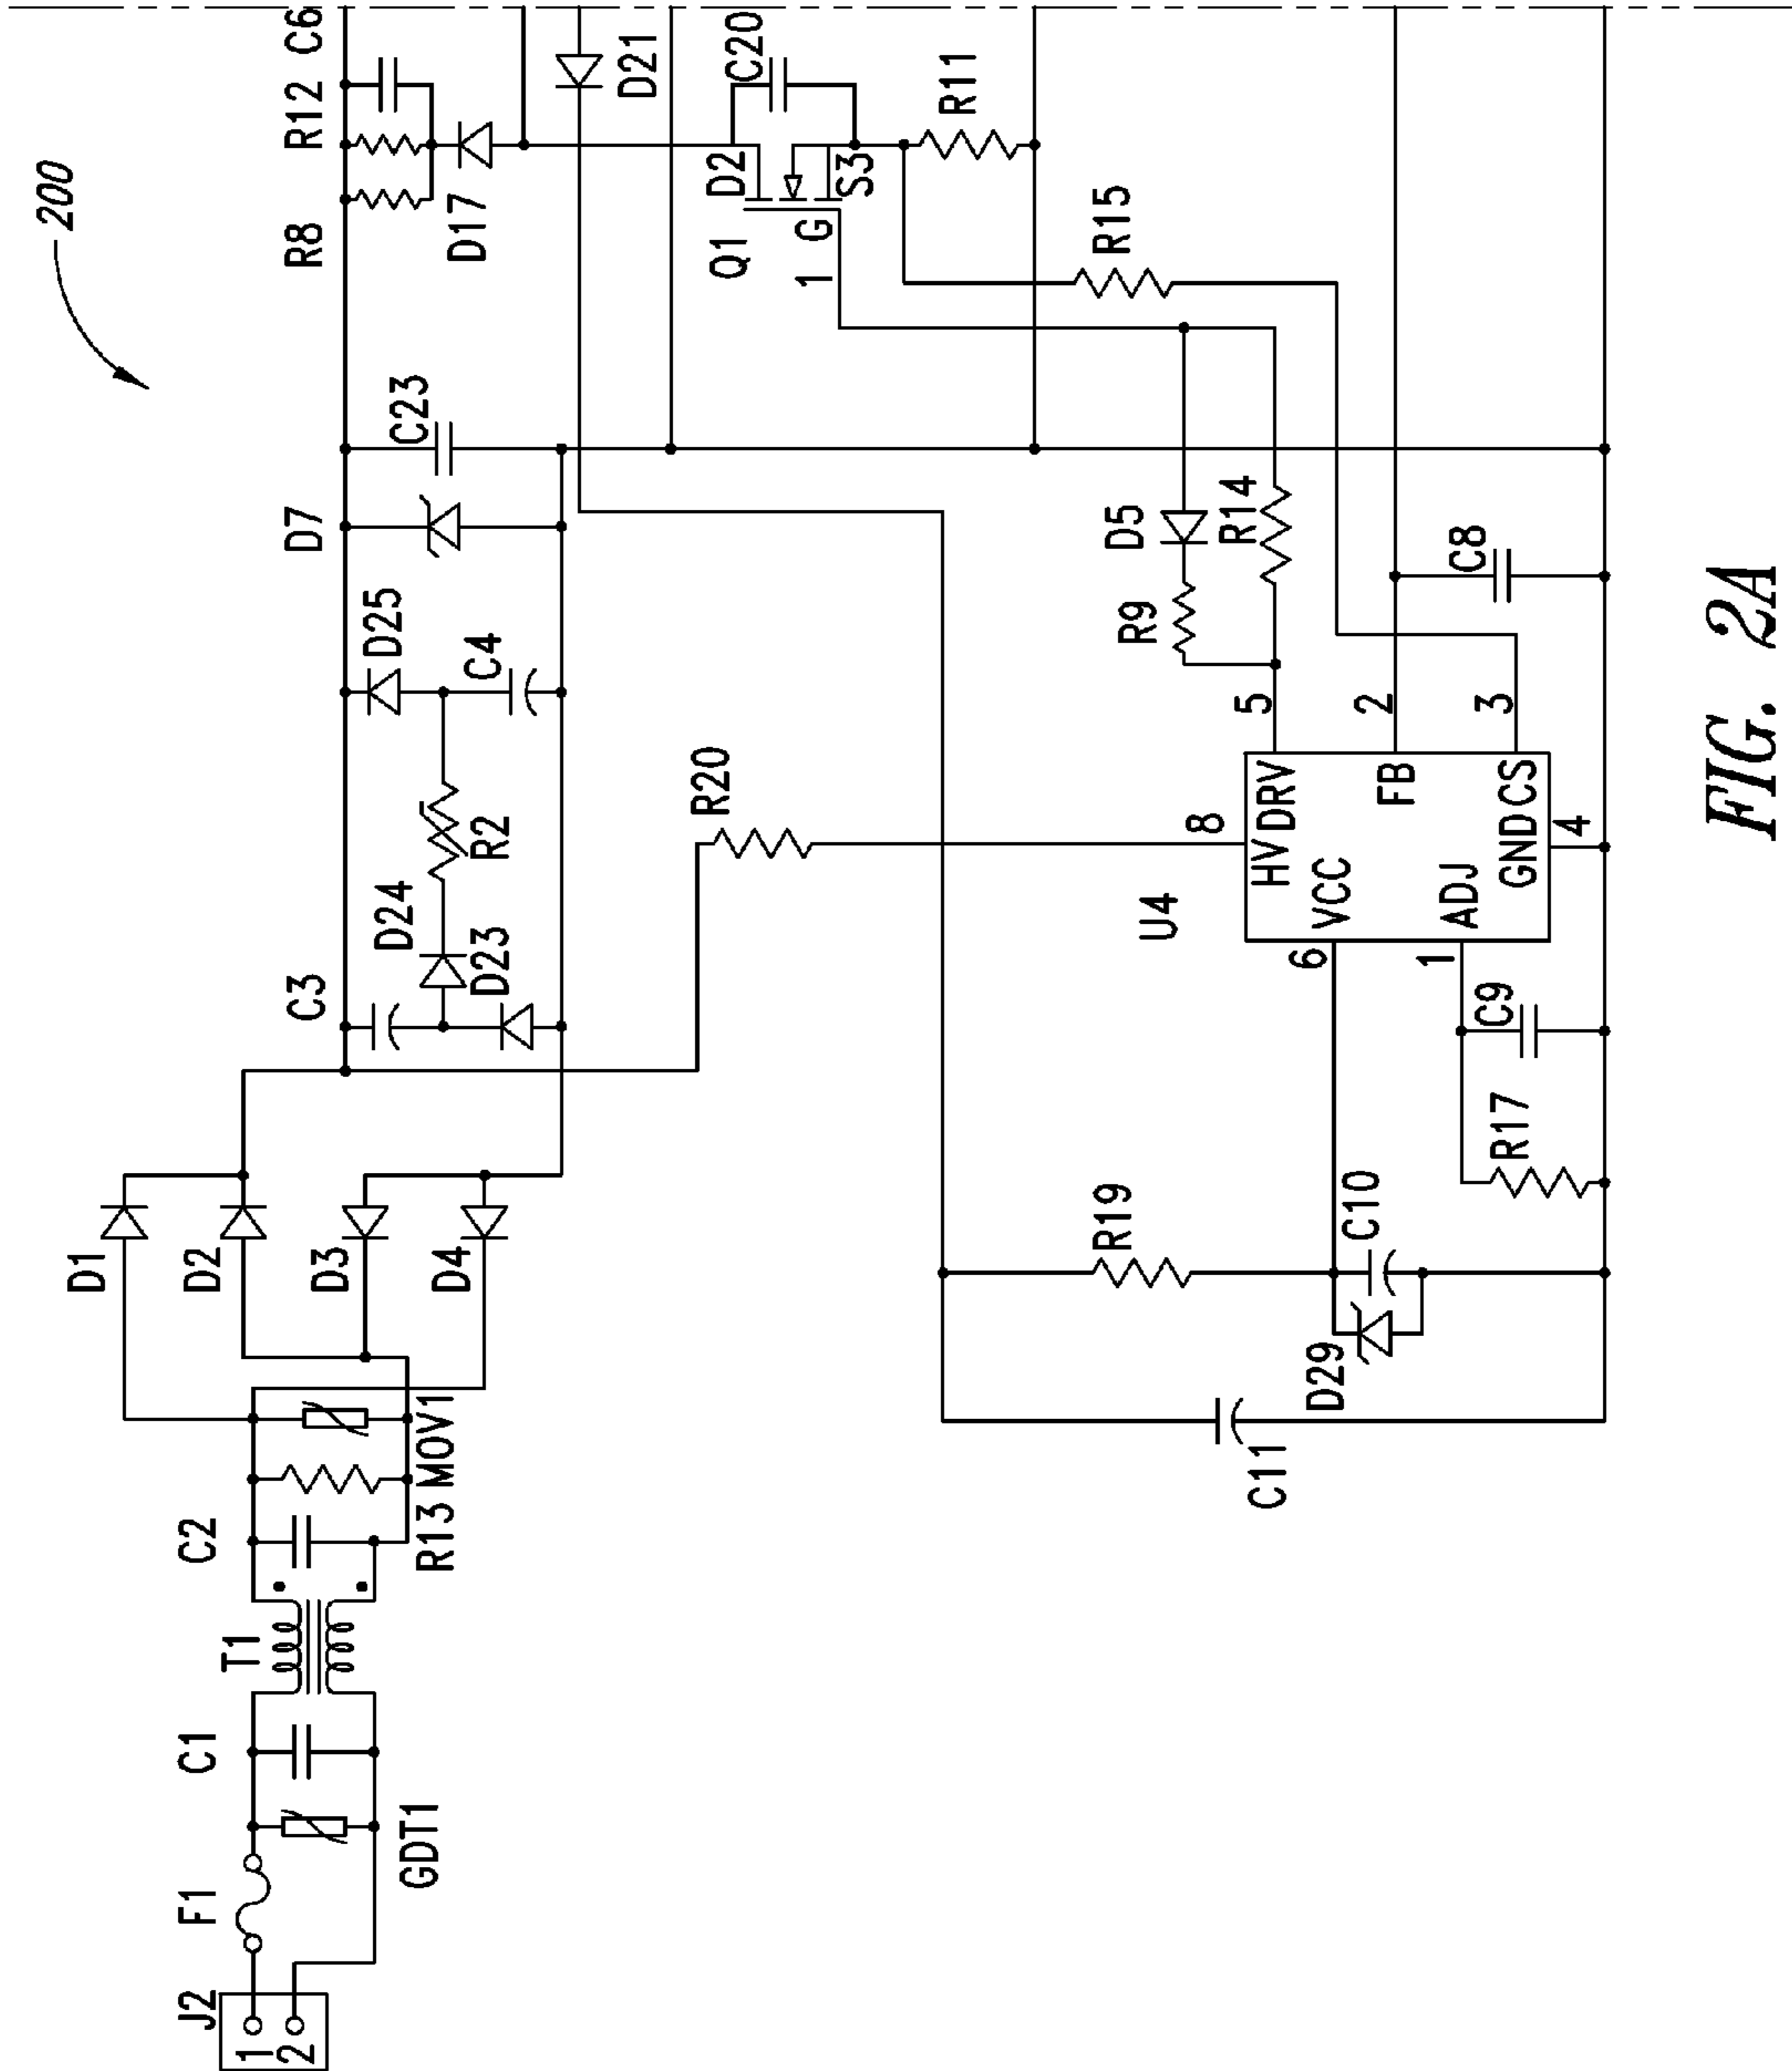 200
J2
1
2
F1
GDT1
C1
T1
C2
R13
MOV1
D1
D2
D3
D4
C3
D24
D23
R2
D25
C4
D7
C23
R8
R12
C6
D17
D21
Q1
D2
1
G
S3
C20
R11
R15
R20
D5
R14
R9
U4
8
HV
DRV
5
VCC
6
FB
2
ADJ
1
CS
3
GND
4
C8
C9
R17
R19
C10
D29
C11
FIG. 2A